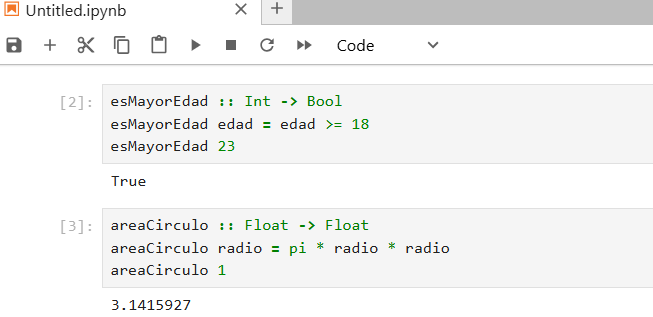 Untitled.ipynb
Code
[2]:
esMayorEdad :: Int -> Bool
esMayorEdad edad = edad >= 18
esMayorEdad 23
True
[3]:
areaCirculo :: Float -> Float
areaCirculo radio = pi * radio * radio
areaCirculo 1
3.1415927